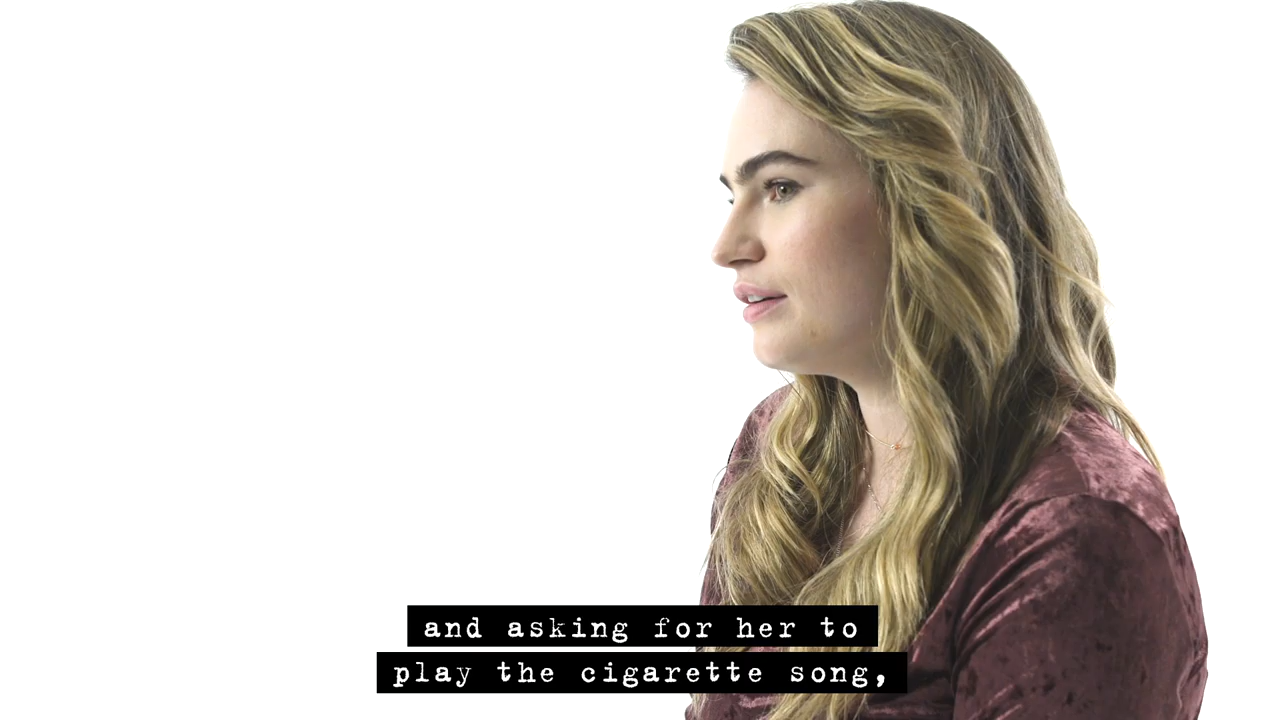 and asking for her to
play the cigarette song,